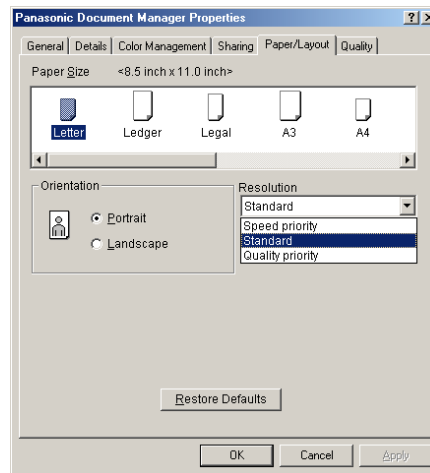 Panasonic Document Manager Properties
General Details Color Management Sharing Paper/Layout Quality
Paper Size <8.5 inch x 11.0 inch>
Letter Ledger Legal A3 A4
Orientation
Portrait
Landscape
Resolution
Standard
Speed priority
Standard
Quality priority
Restore Defaults
OK Cancel Apply